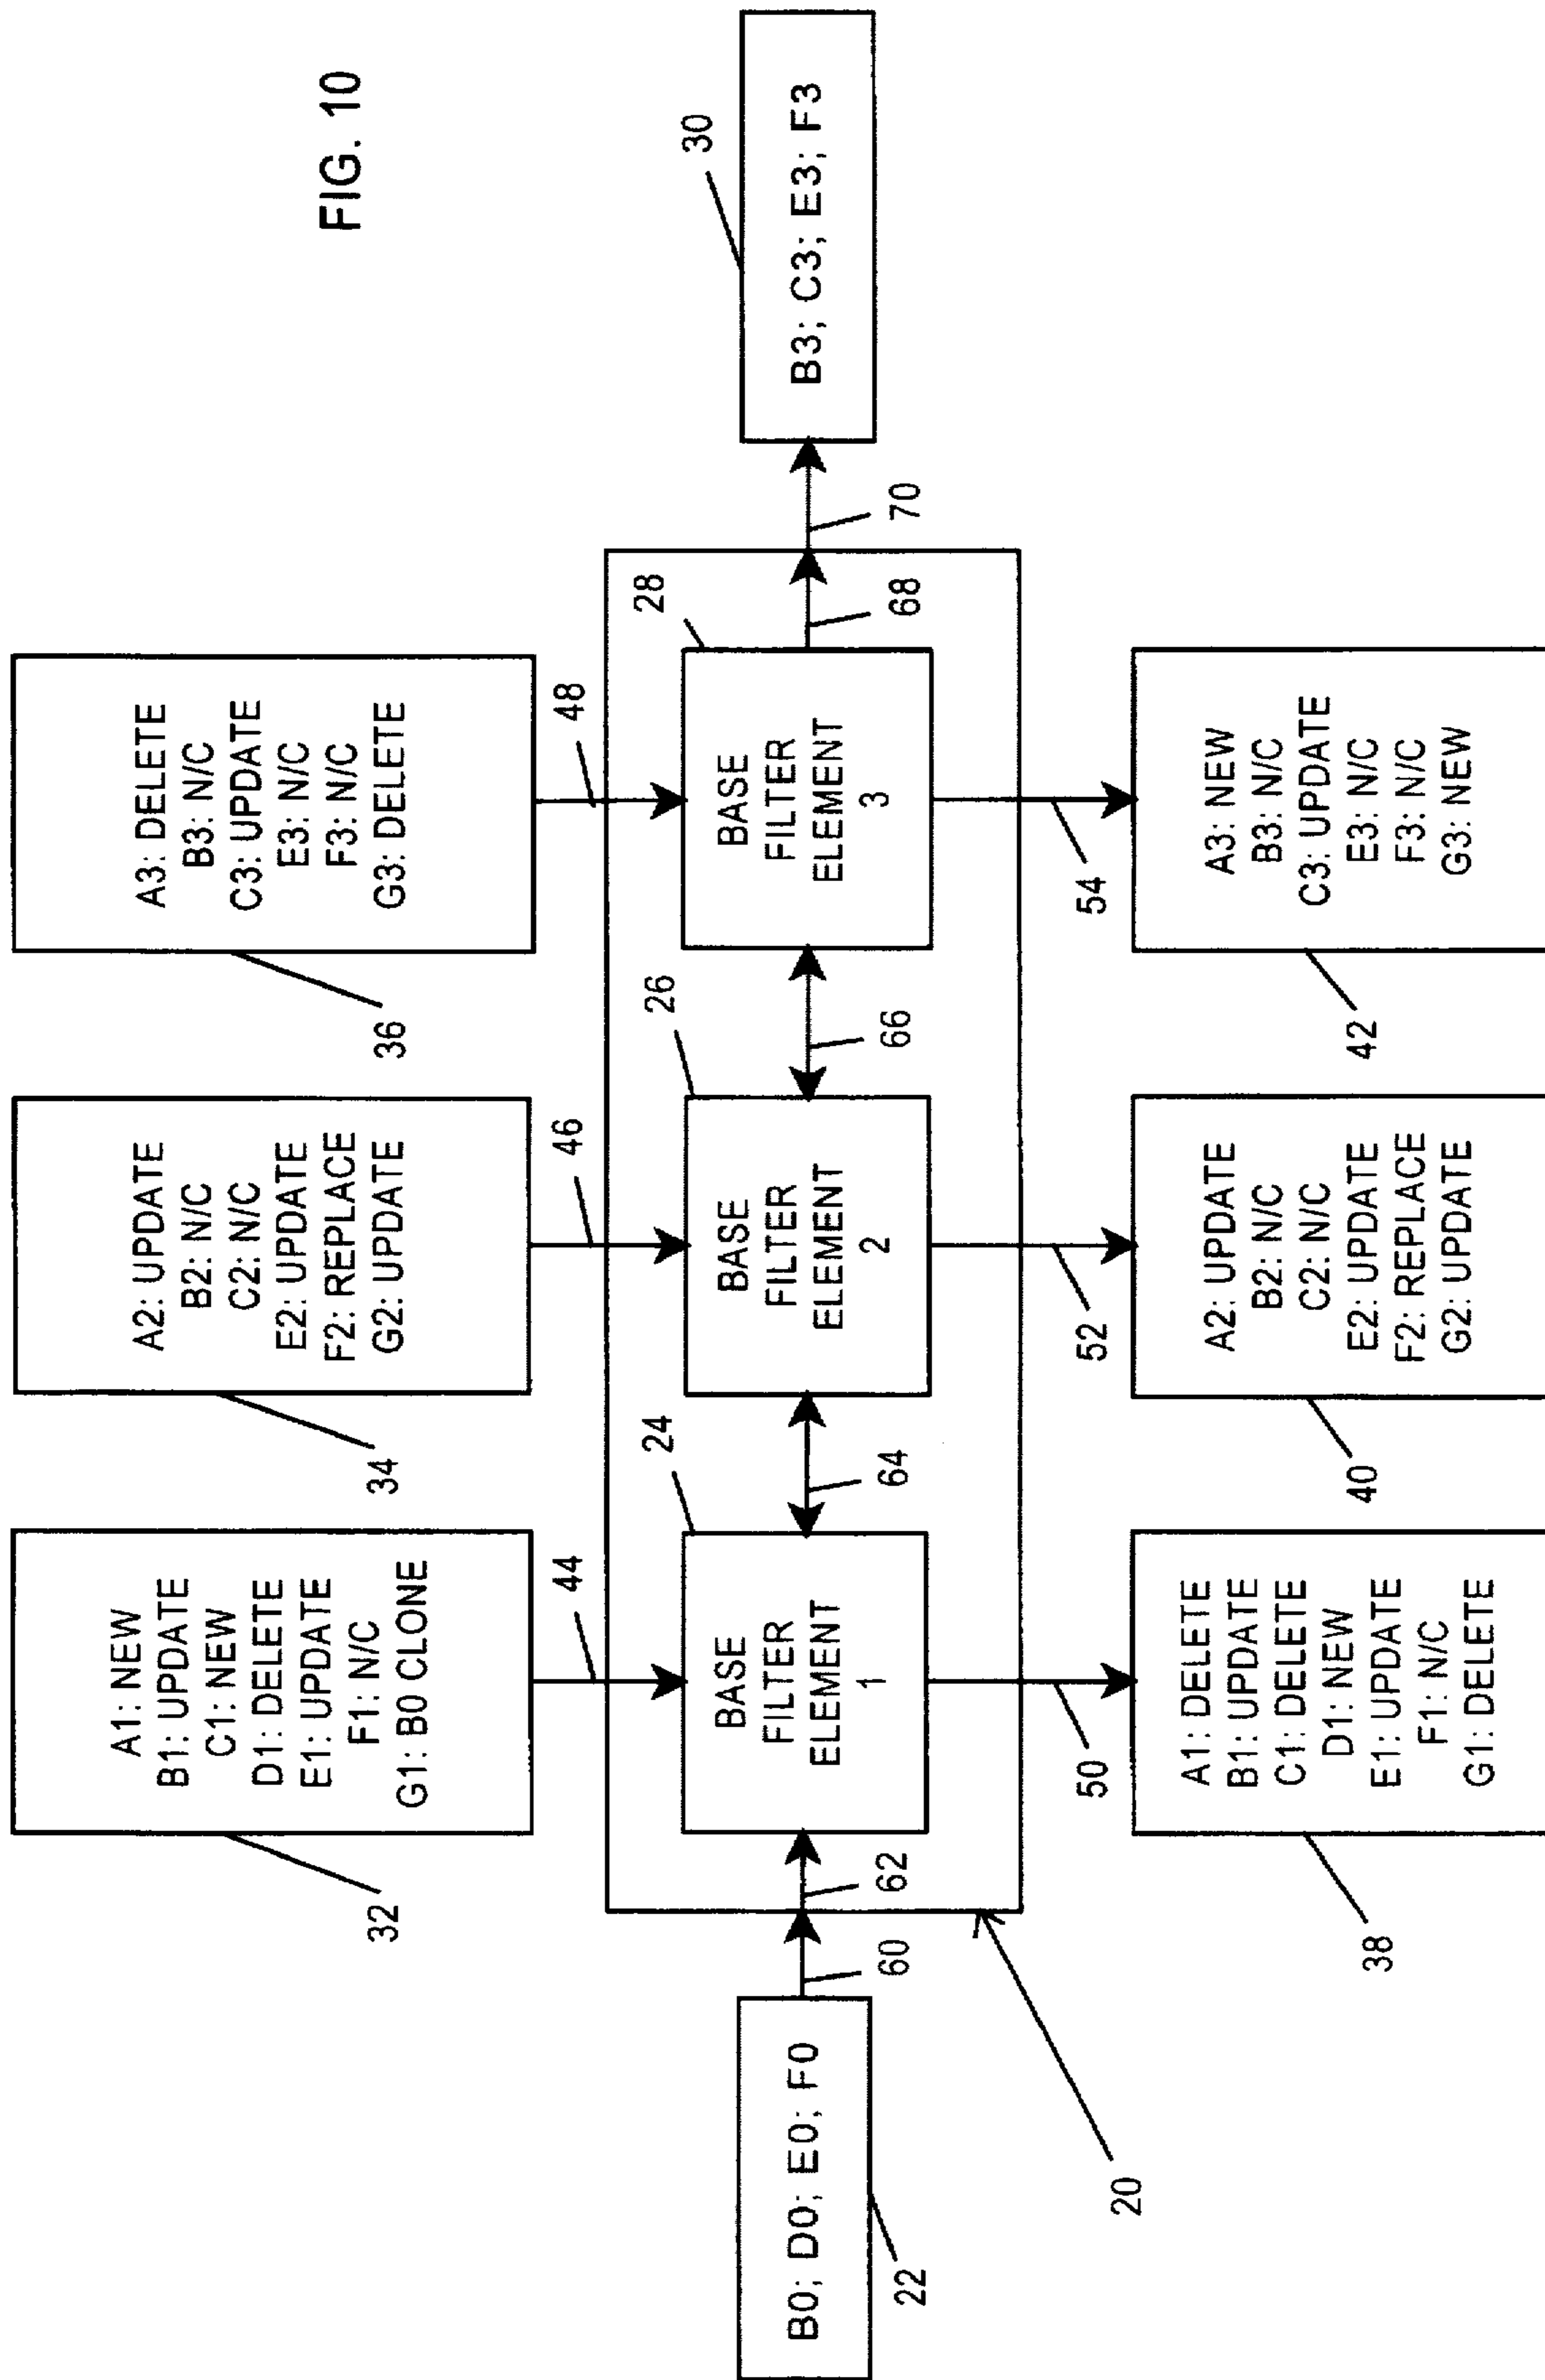 FIG. 10
A1: NEW
B1: UPDATE
C1: NEW
D1: DELETE
E1: UPDATE
F1: N/C
G1: B0 CLONE
32
A2: UPDATE
B2: N/C
C2: N/C
E2: UPDATE
F2: REPLACE
G2: UPDATE
34
A3: DELETE
B3: N/C
C3: UPDATE
E3: N/C
F3: N/C
G3: DELETE
36
44
46
48
B0; D0; E0; F0
22
60
62
24
BASE
FILTER
ELEMENT
1
64
26
BASE
FILTER
ELEMENT
2
66
28
BASE
FILTER
ELEMENT
3
68
70
30
B3; C3; E3; F3
20
50
52
54
38
A1: DELETE
B1: UPDATE
C1: DELETE
D1: NEW
E1: UPDATE
F1: N/C
G1: DELETE
40
A2: UPDATE
B2: N/C
C2: N/C
E2: UPDATE
F2: REPLACE
G2: UPDATE
42
A3: NEW
B3: N/C
C3: UPDATE
E3: N/C
F3: N/C
G3: NEW